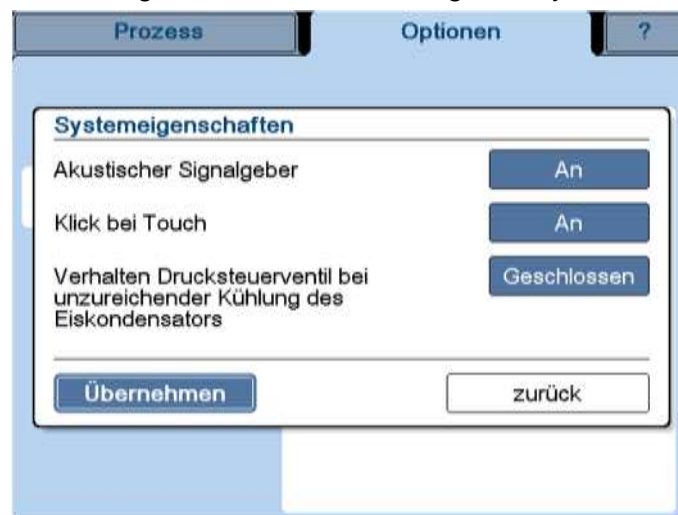 Prozess Optionen ?
Systemeigenschaften
Akustischer Signalgeber An
Klick bei Touch An
Verhalten Drucksteuerventil bei Geschlossen
unzureichender Kühlung des
Eiskondensators
Übernehmen zurück